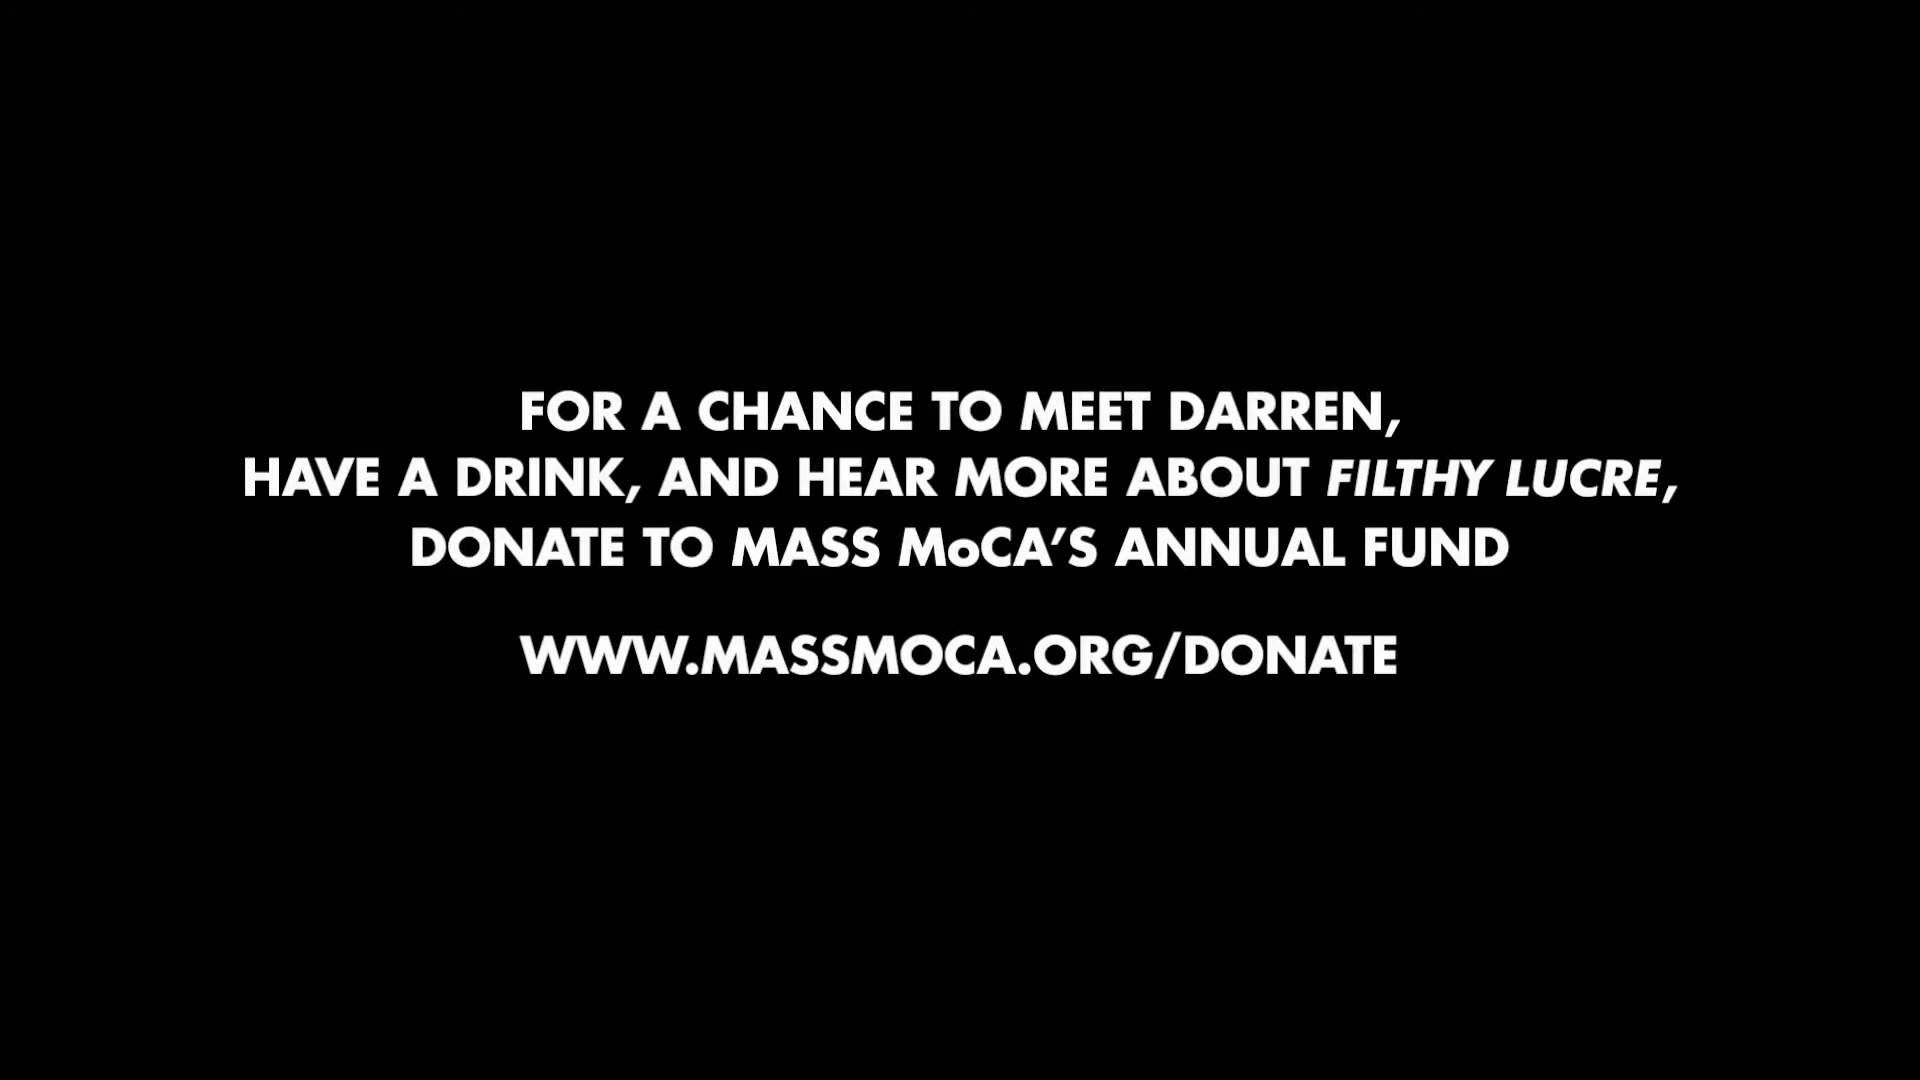 FOR A CHANCE TO MEET DARREN,
HAVE A DRINK, AND HEAR MORE ABOUT FILTHY LUCRE,
DONATE TO MASS MoCA’S ANNUAL FUND
WWW.MASSMOCA.ORG/DONATE